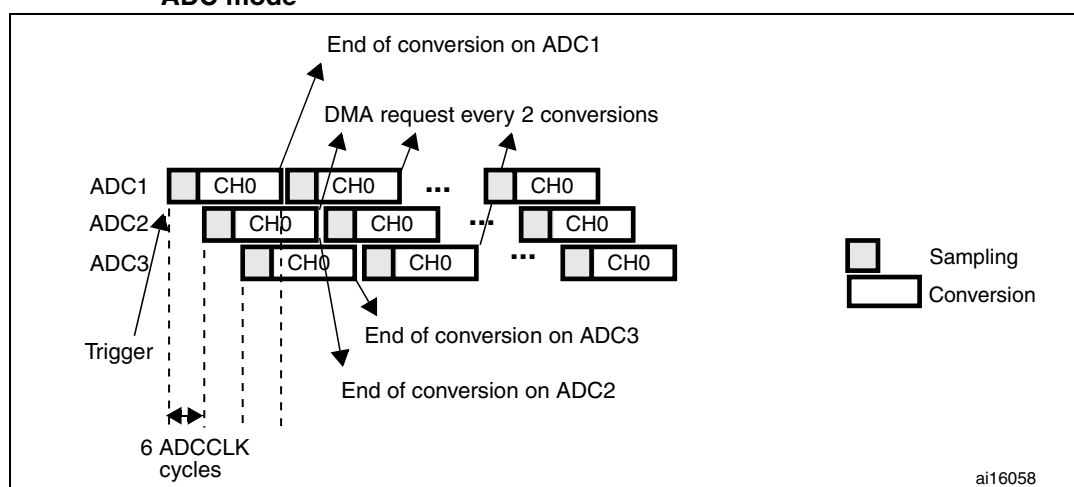 ADC mode
End of conversion on ADC1
DMA request every 2 conversions
ADC1 CH0 CH0 ... CH0
ADC2 CH0 CH0 ... CH0
ADC3 CH0 CH0 ... CH0
Sampling
Conversion
Trigger
End of conversion on ADC3
End of conversion on ADC2
6 ADCCLK
cycles
ai16058